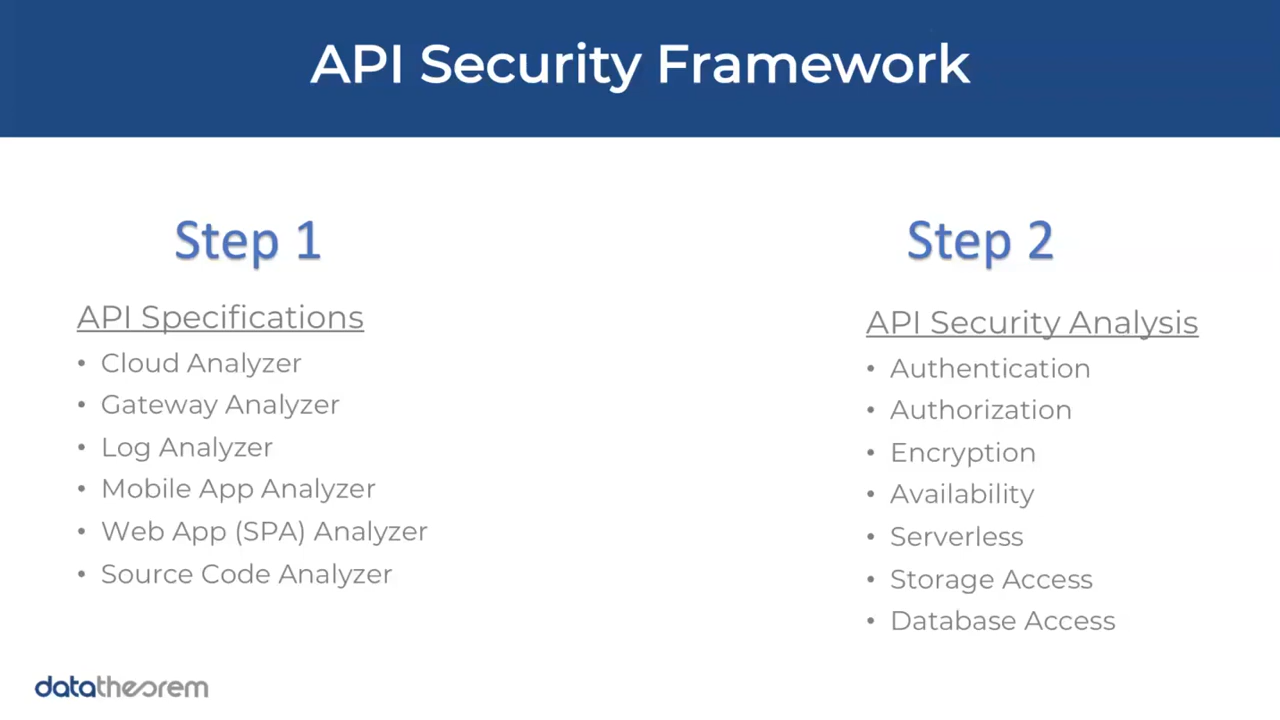 API Security Framework
Step 1
API Specifications
• Cloud Analyzer
• Gateway Analyzer
• Log Analyzer
• Mobile App Analyzer
• Web App (SPA) Analyzer
• Source Code Analyzer
Step 2
API Security Analysis
• Authentication
• Authorization
• Encryption
• Availability
• Serverless
• Storage Access
• Database Access
datatheorem